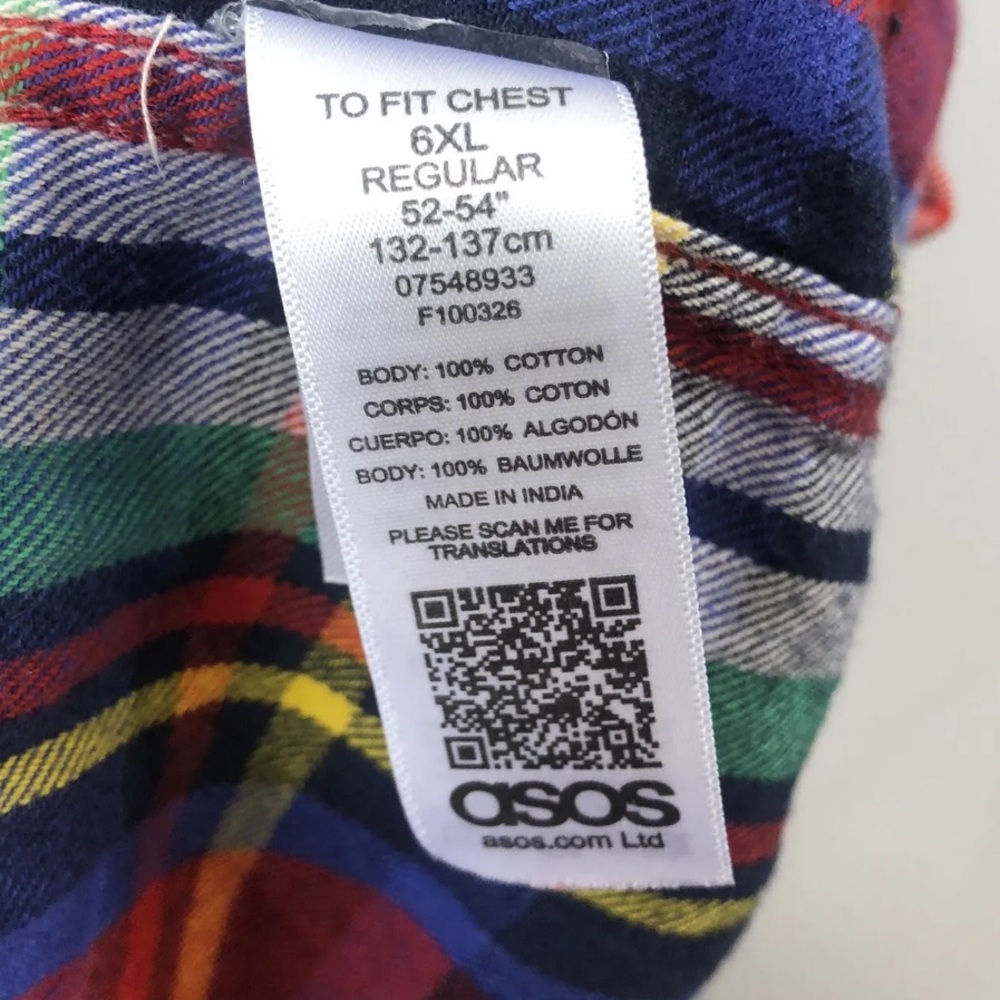 TO FIT CHEST
6XL
REGULAR
52-54"
132-137cm
07548933
F100326
BODY: 100% COTTON
CORPS: 100% COTON
CUERPO: 100% ALGODÓN
BODY: 100% BAUMWOLLE
MADE IN INDIA
PLEASE SCAN ME FOR
TRANSLATIONS
asos
asos.com Ltd